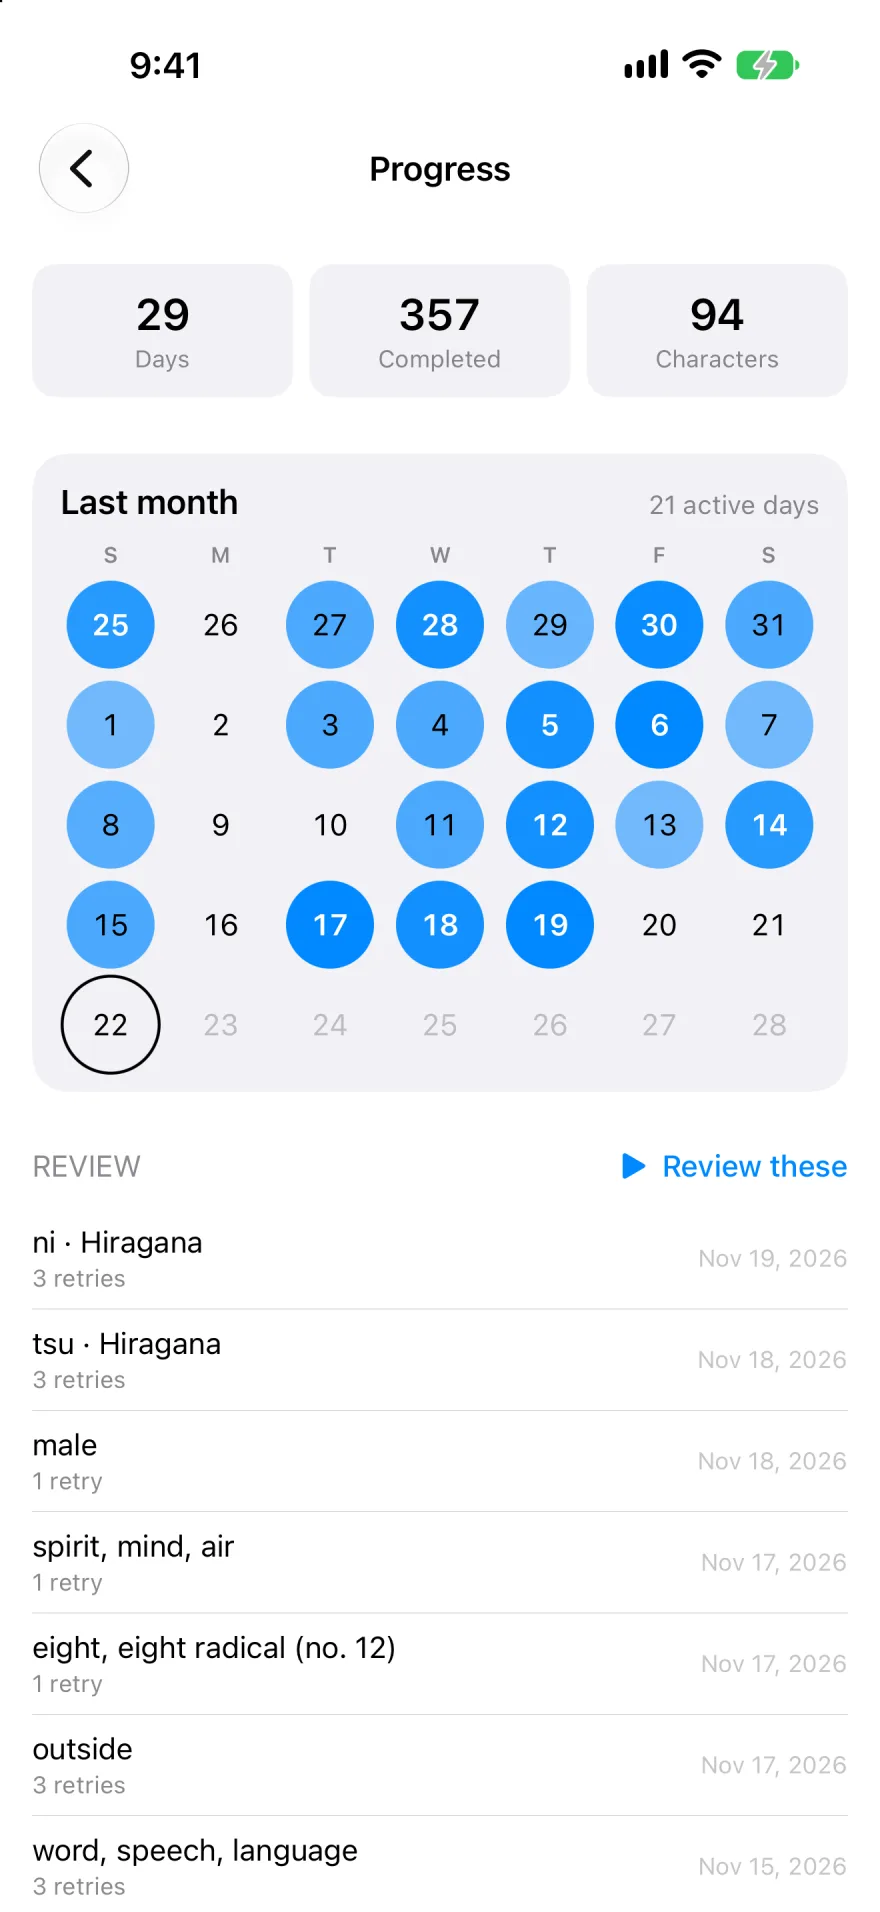 9:41
Progress
29 357 94
Days Completed Characters
Last month 21 active days
S M T W T F S
25 26 27 28 29 30 31
1 2 3 4 5 6 7
8 9 10 11 12 13 14
15 16 17 18 19 20 21
22 23 24 25 26 27 28
REVIEW Review these
ni · Hiragana
3 retries
Nov 19, 2026
tsu · Hiragana
3 retries
Nov 18, 2026
male
1 retry
Nov 18, 2026
spirit, mind, air
1 retry
Nov 17, 2026
eight, eight radical (no. 12)
1 retry
Nov 17, 2026
outside
3 retries
Nov 17, 2026
word, speech, language
3 retries
Nov 15, 2026